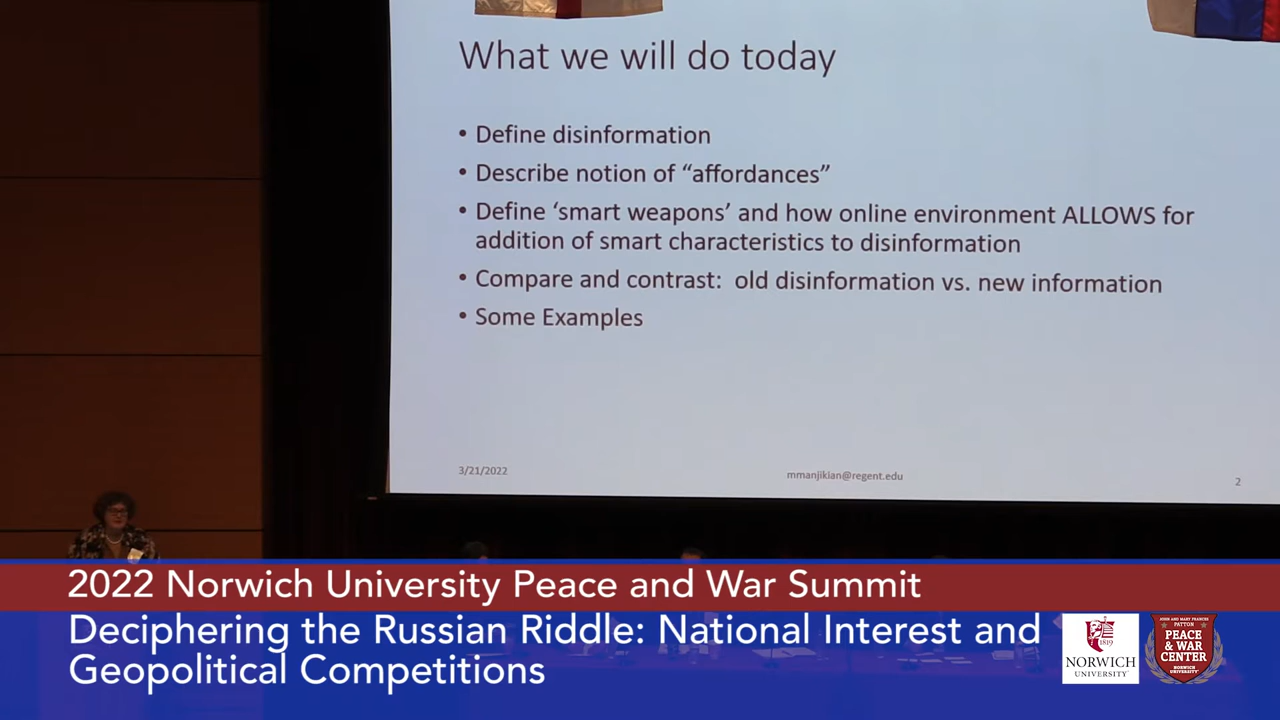 What we will do today
• Define disinformation
• Describe notion of “affordances”
• Define ‘smart weapons’ and how online environment ALLOWS for
addition of smart characteristics to disinformation
• Compare and contrast:  old disinformation vs. new information
• Some Examples
3/21/2022
mmanjikian@regent.edu
2
2022 Norwich University Peace and War Summit
Deciphering the Russian Riddle: National Interest and
Geopolitical Competitions
1819
NORWICH
UNIVERSITY
JOHN AND MARY FRANCES
PATTON
PEACE
& WAR
CENTER
NORWICH
UNIVERSITY